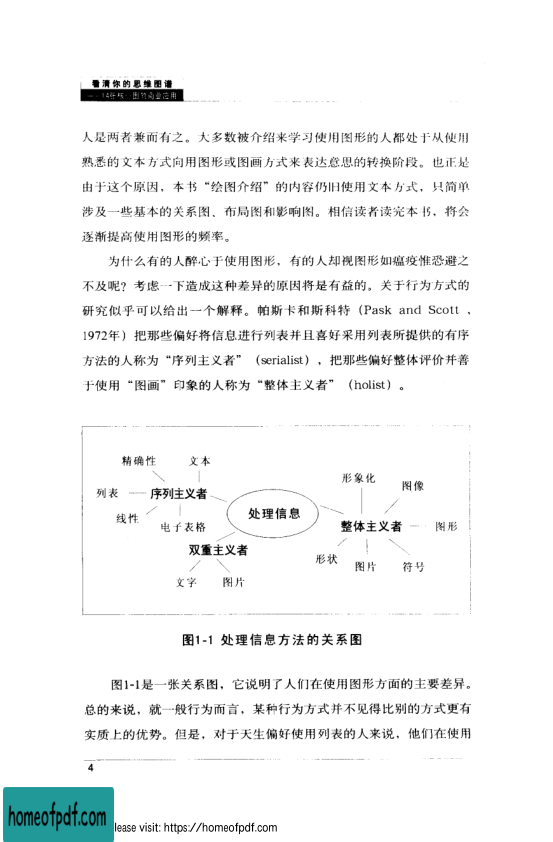 看清你的思维图谱
人是两者兼而有之。大多数被介绍来学习使用图形的人都处于从使用
熟悉的文本方式向用图形或图画方式来表达意思的转换阶段。也正是
由于这个原因，本书“绘图介绍”的内容仍旧使用文本方式，只简单
涉及一些基本的关系图、布局图和影响图。相信读者读完本书，将会
逐渐提高使用图形的频率。
为什么有的人醉心于使用图形，有的人却视图形如瘟疫惟恐避之
不及呢？考虑一下造成这种差异的原因将是有益的。关于行为方式的
研究似乎可以给出一个解释。帕斯卡和斯科特（Pask and Scott，
1972年）把那些偏好将信息进行列表并且喜好采用列表所提供的有序
方法的人称为“序列主义者”（serialist），把那些偏好整体评价并善
于使用“图画”印象的人称为“整体主义者”（holist）。
精确性 文本
形象化
图像
列表 序列主义者
处理信息
线性
电子表格
整体主义者 图形
双重主义者
形状
图片 符号
文字 图片
图1-1 处理信息方法的关系图
图1-1是一张关系图，它说明了人们在使用图形方面的主要差异。
总的来说，就一般行为而言，某种行为方式并不见得比别的方式更有
实质上的优势。但是，对于天生偏好使用列表的人来说，他们在使用
4
homeofpdf.com
lease visit: https://homeofpdf.com